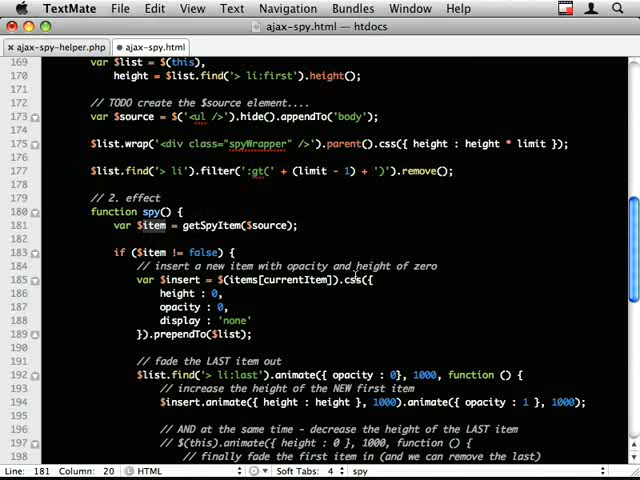 TextMate File Edit View Text Navigation Bundles Window Help
ajax-spy.html — htdocs
× ajax-spy-helper.php ajax-spy.html
169 var $list = $(this),
170 height = $list.find('> li:first').height();
171
172 // TODO create the $source element....
173 var $source = $('<ul />').hide().appendTo('body');
174
175 $list.wrap('<div class="spyWrapper" />').parent().css({ height : height * limit });
176
177 $list.find('> li').filter(':gt(' + (limit - 1) + ')').remove();
178
179 // 2. effect
180 function spy() {
181 var $item = getSpyItem($source);
182
183 if ($item != false) {
184 // insert a new item with opacity and height of zero
185 var $insert = $(items[currentItem]).css({
186 height : 0,
187 opacity : 0,
188 display : 'none'
189 }).prependTo($list);
190
191 // fade the LAST item out
192 $list.find('> li:last').animate({ opacity : 0}, 1000, function () {
193 // increase the height of the NEW first item
194 $insert.animate({ height : height }, 1000).animate({ opacity : 1 }, 1000);
195
196 // AND at the same time - decrease the height of the LAST item
197 // $(this).animate({ height : 0 }, 1000, function () {
198 // finally fade the first item in (and we can remove the last)
Line: 181 Column: 20 HTML Soft Tabs: 4 spy